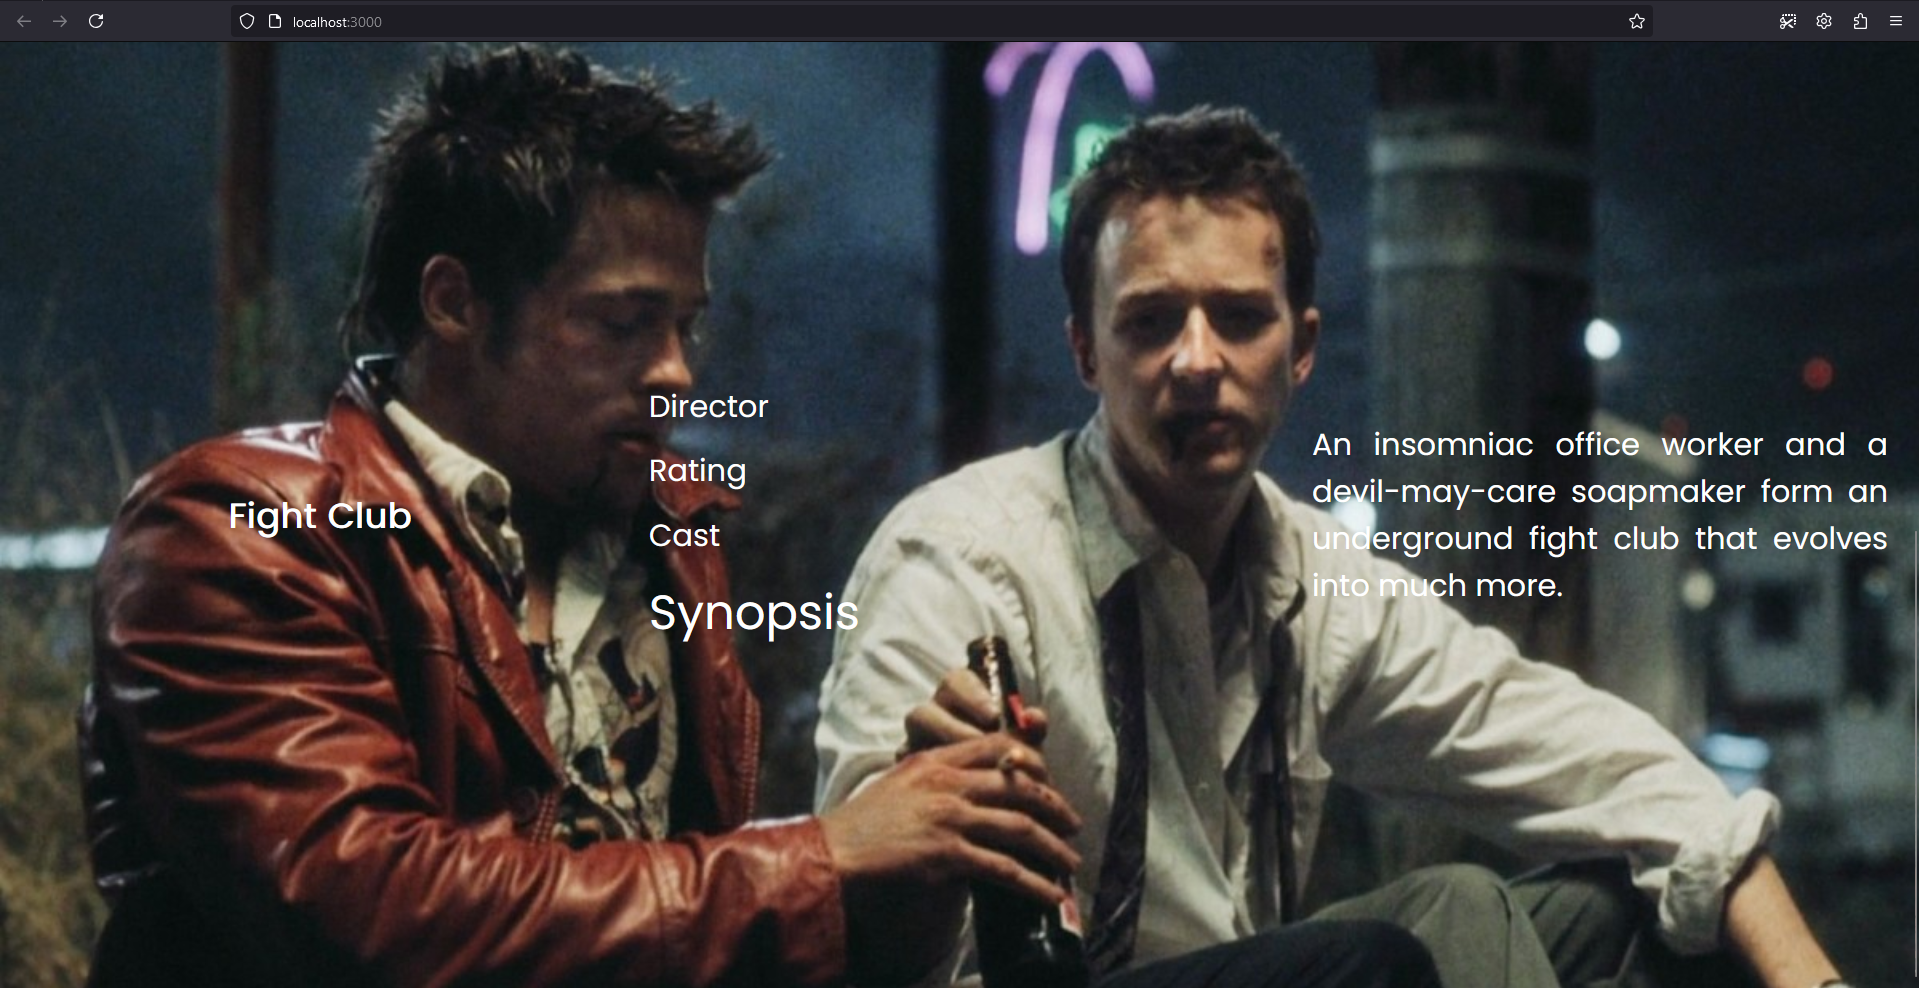 localhost:3000
Fight Club
Director
Rating
Cast
Synopsis
An insomniac office worker and a
devil-may-care soapmaker form an
underground fight club that evolves
into much more.